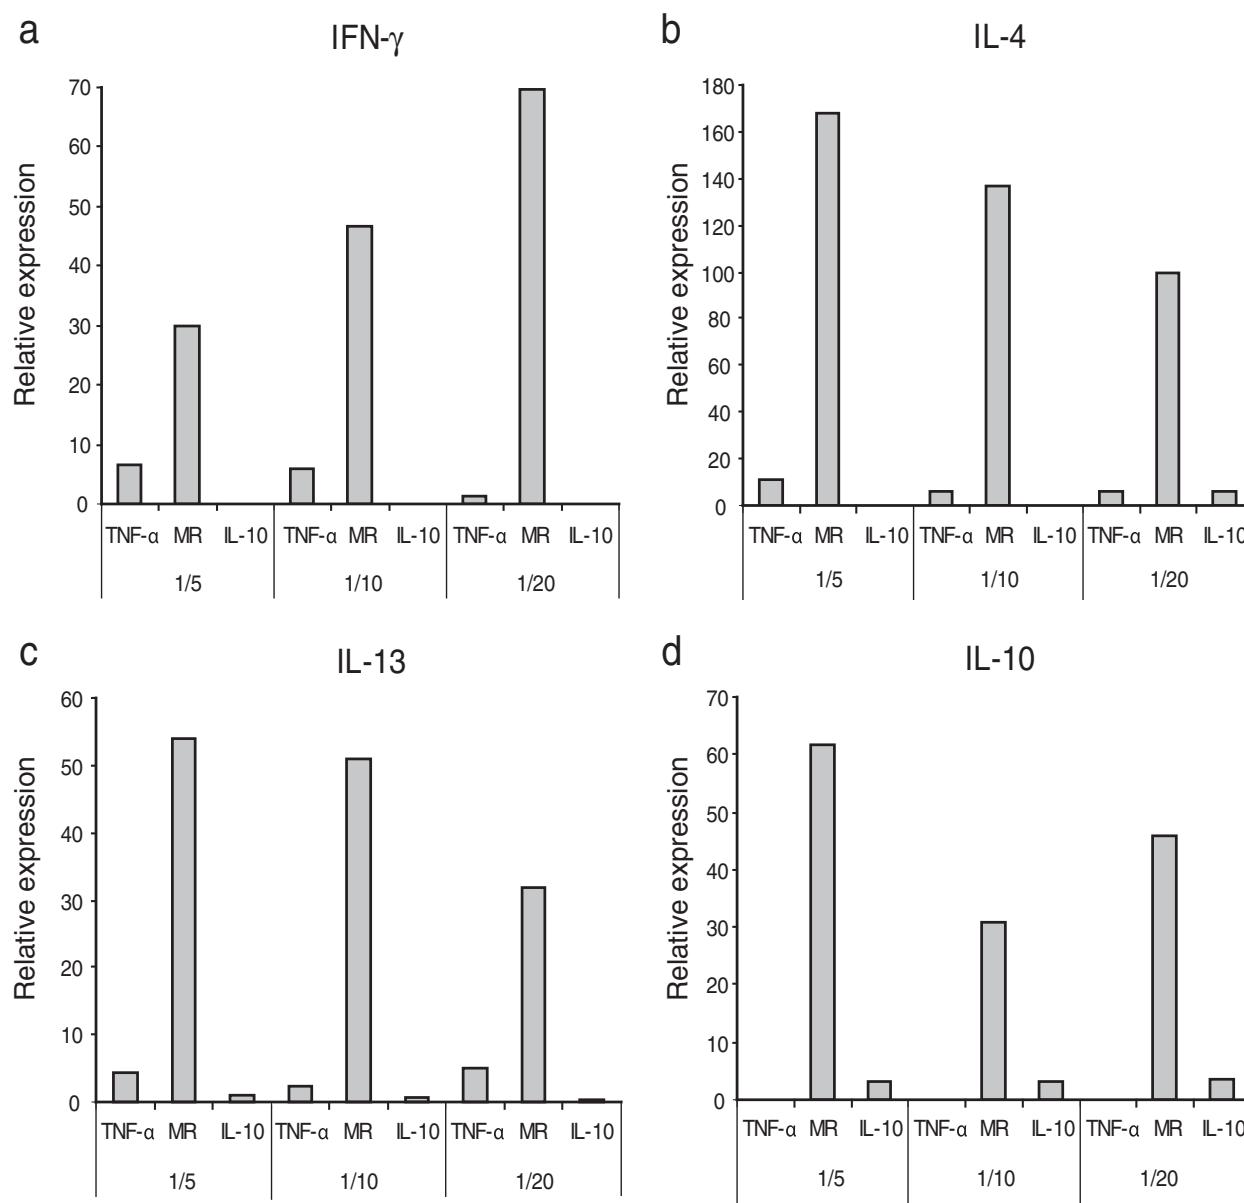 a
IFN-γ
Relative expression
70
60
50
40
30
20
10
0
TNF-α MR IL-10 TNF-α MR IL-10 TNF-α MR IL-10
1/5 1/10 1/20
b
IL-4
Relative expression
180
160
140
120
100
80
60
40
20
0
TNF-α MR IL-10 TNF-α MR IL-10 TNF-α MR IL-10
1/5 1/10 1/20
c
IL-13
Relative expression
60
50
40
30
20
10
0
TNF-α MR IL-10 TNF-α MR IL-10 TNF-α MR IL-10
1/5 1/10 1/20
d
IL-10
Relative expression
70
60
50
40
30
20
10
0
TNF-α MR IL-10 TNF-α MR IL-10 TNF-α MR IL-10
1/5 1/10 1/20